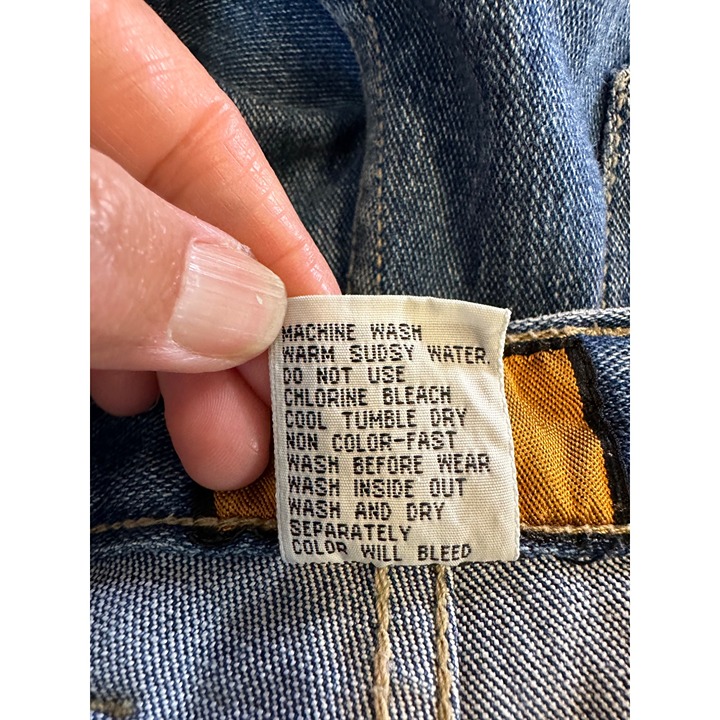 MACHINE WASH
WARM SUDSY WATER.
DO NOT USE
CHLORINE BLEACH
COOL TUMBLE DRY
NON COLOR-FAST
WASH BEFORE WEAR
WASH INSIDE OUT
WASH AND DRY
SEPARATELY
COLOR WILL BLEED